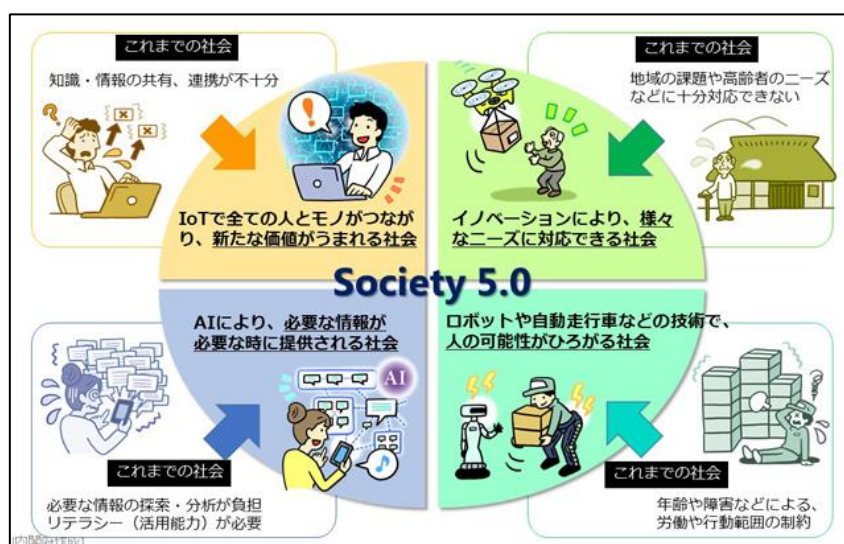 これまでの社会
知識・情報の共有、連携が不十分
IoTで全ての人とモノがつなが
り、新たな価値がうまれる社会
これまでの社会
地域の課題や高齢者のニーズ
などに十分対応できない
イノベーションにより、様々
なニーズに対応できる社会
Society 5.0
AIにより、必要な情報が
必要な時に提供される社会
AI
これまでの社会
必要な情報の探索・分析が負担
リテラシー（活用能力）が必要
ロボットや自動走行車などの技術で、
人の可能性がひろがる社会
これまでの社会
年齢や障害などによる、
労働や行動範囲の制約